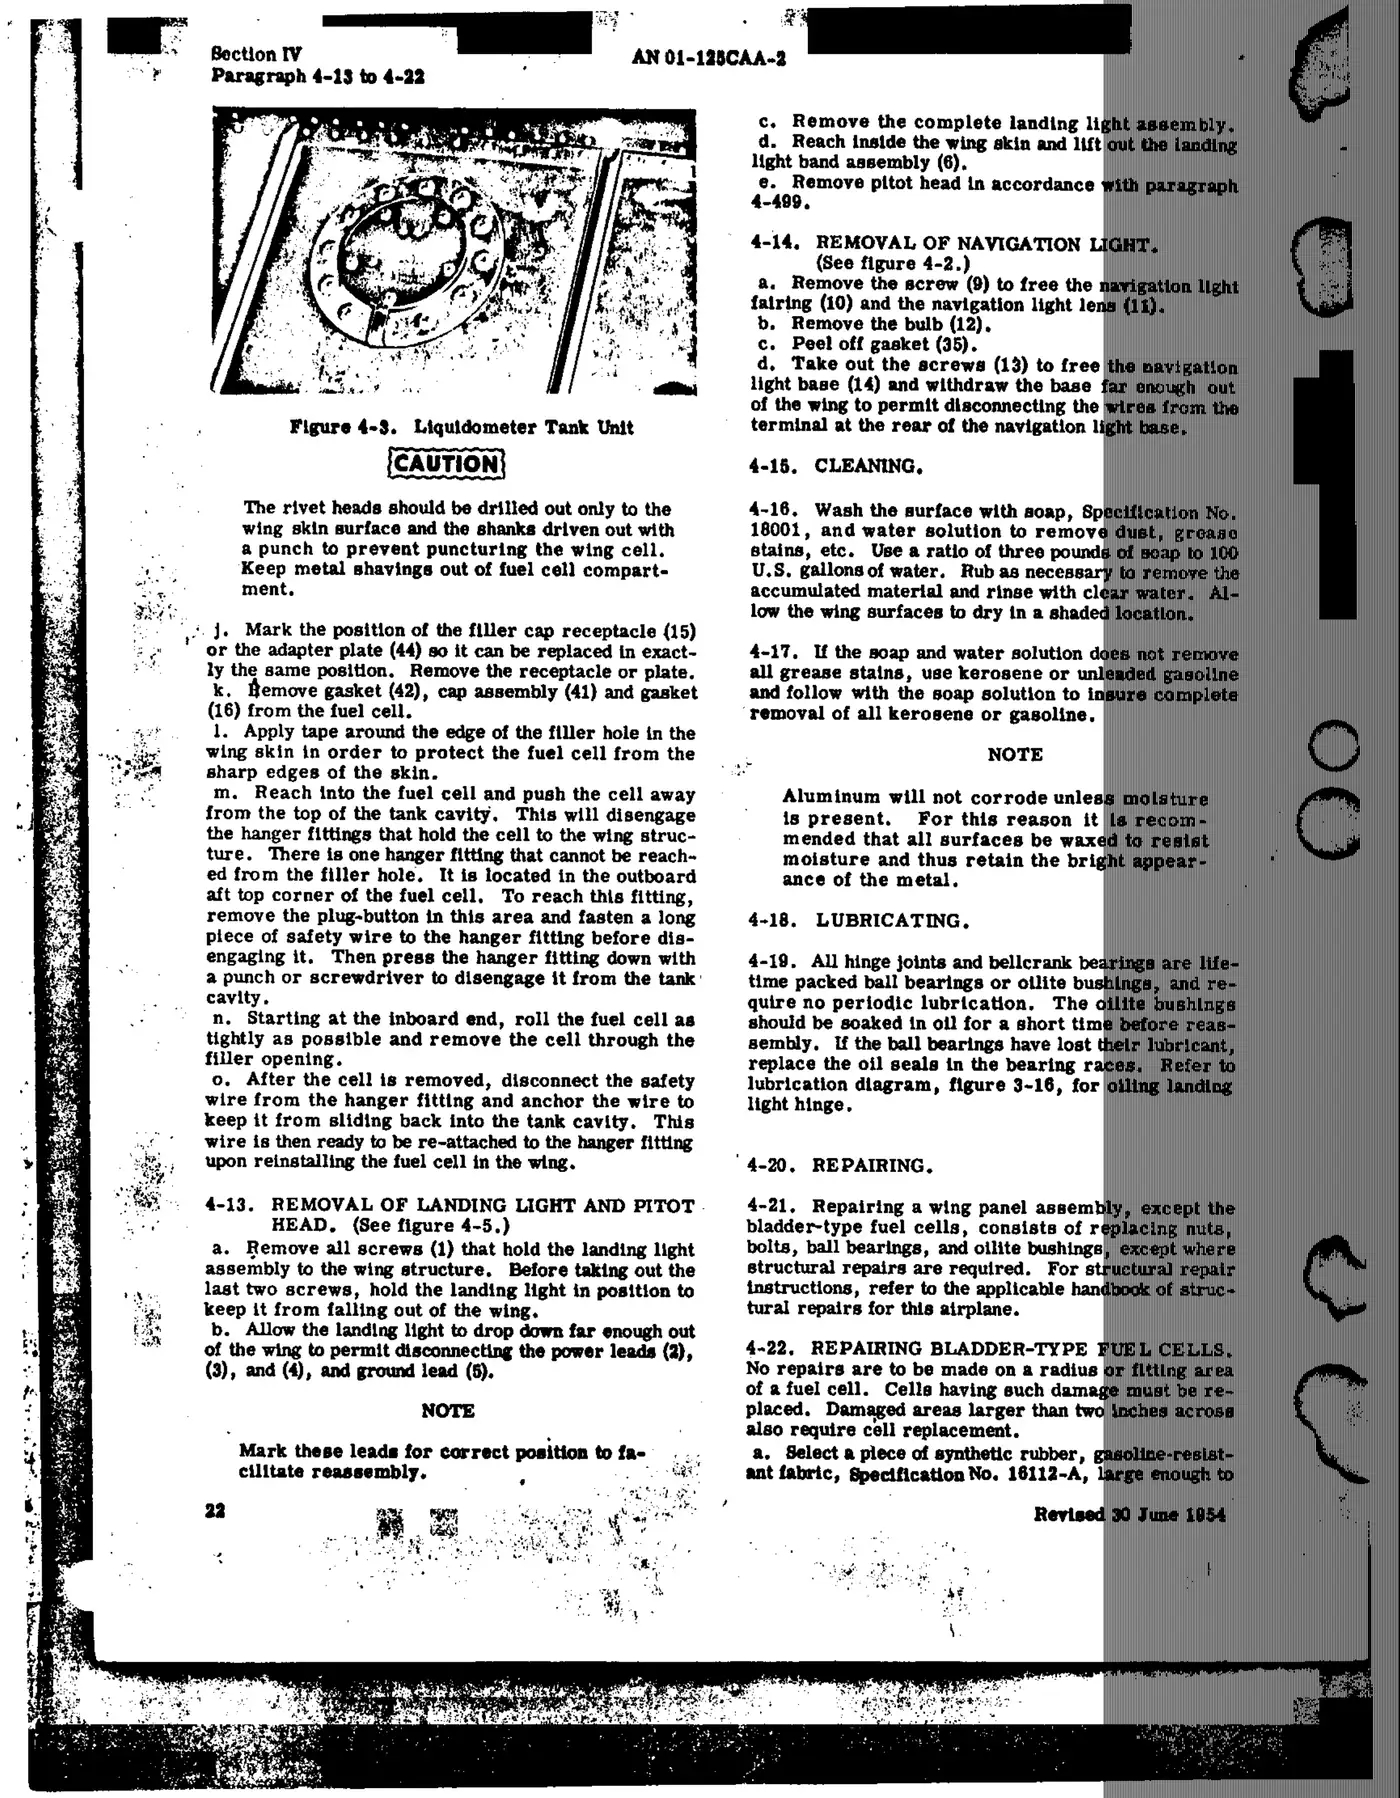 Section IV
Paragraph 4-13 to 4-22
AN 01-125CAA-2
Figure 4-3. Liquidometer Tank Unit
CAUTION
The rivet heads should be drilled out only to the
wing skin surface and the shanks driven out with
a punch to prevent puncturing the wing cell.
Keep metal shavings out of fuel cell compart-
ment.
j. Mark the position of the filler cap receptacle (15)
or the adapter plate (44) so it can be replaced in exact-
ly the same position. Remove the receptacle or plate.
k. Remove gasket (42), cap assembly (41) and gasket
(16) from the fuel cell.
l. Apply tape around the edge of the filler hole in the
wing skin in order to protect the fuel cell from the
sharp edges of the skin.
m. Reach into the fuel cell and push the cell away
from the top of the tank cavity. This will disengage
the hanger fittings that hold the cell to the wing struc-
ture. There is one hanger fitting that cannot be reach-
ed from the filler hole. It is located in the outboard
aft top corner of the fuel cell. To reach this fitting,
remove the plug-button in this area and fasten a long
piece of safety wire to the hanger fitting before dis-
engaging it. Then press the hanger fitting down with
a punch or screwdriver to disengage it from the tank
cavity.
n. Starting at the inboard end, roll the fuel cell as
tightly as possible and remove the cell through the
filler opening.
o. After the cell is removed, disconnect the safety
wire from the hanger fitting and anchor the wire to
keep it from sliding back into the tank cavity. This
wire is then ready to be re-attached to the hanger fitting
upon reinstalling the fuel cell in the wing.
4-13. REMOVAL OF LANDING LIGHT AND PITOT
HEAD. (See figure 4-5.)
a. Remove all screws (1) that hold the landing light
assembly to the wing structure. Before taking out the
last two screws, hold the landing light in position to
keep it from falling out of the wing.
b. Allow the landing light to drop down far enough out
of the wing to permit disconnecting the power leads (2),
(3), and (4), and ground lead (5).
NOTE
Mark these leads for correct position to fa-
cilitate reassembly.
22
c. Remove the complete landing light assembly.
d. Reach inside the wing skin and lift out the landing
light band assembly (6).
e. Remove pitot head in accordance with paragraph
4-499.
4-14. REMOVAL OF NAVIGATION LIGHT.
(See figure 4-2.)
a. Remove the screw (9) to free the navigation light
fairing (10) and the navigation light lens (11).
b. Remove the bulb (12).
c. Peel off gasket (35).
d. Take out the screws (13) to free the navigation
light base (14) and withdraw the base far enough out
of the wing to permit disconnecting the wires from the
terminal at the rear of the navigation light base.
4-15. CLEANING.
4-16. Wash the surface with soap, Specification No.
18001, and water solution to remove dust, grease
stains, etc. Use a ratio of three pounds of soap to 100
U.S. gallons of water. Rub as necessary to remove the
accumulated material and rinse with clear water. Al-
low the wing surfaces to dry in a shaded location.
4-17. If the soap and water solution does not remove
all grease stains, use kerosene or unleaded gasoline
and follow with the soap solution to insure complete
removal of all kerosene or gasoline.
NOTE
Aluminum will not corrode unless moisture
is present. For this reason it is recom-
mended that all surfaces be waxed to resist
moisture and thus retain the bright appear-
ance of the metal.
4-18. LUBRICATING.
4-19. All hinge joints and bellcrank bearings are life-
time packed ball bearings or oilite bushings, and re-
quire no periodic lubrication. The oilite bushings
should be soaked in oil for a short time before reas-
sembly. If the ball bearings have lost their lubricant,
replace the oil seals in the bearing races. Refer to
lubrication diagram, figure 3-16, for oiling landing
light hinge.
4-20. REPAIRING.
4-21. Repairing a wing panel assembly, except the
bladder-type fuel cells, consists of replacing nuts,
bolts, ball bearings, and oilite bushings, except where
structural repairs are required. For structural repair
instructions, refer to the applicable handbook of struc-
tural repairs for this airplane.
4-22. REPAIRING BLADDER-TYPE FUEL CELLS.
No repairs are to be made on a radius or fitting area
of a fuel cell. Cells having such damage must be re-
placed. Damaged areas larger than two inches across
also require cell replacement.
a. Select a piece of synthetic rubber, gasoline-resist-
ant fabric, Specification No. 16112-A, large enough to
Revised 30 June 1954